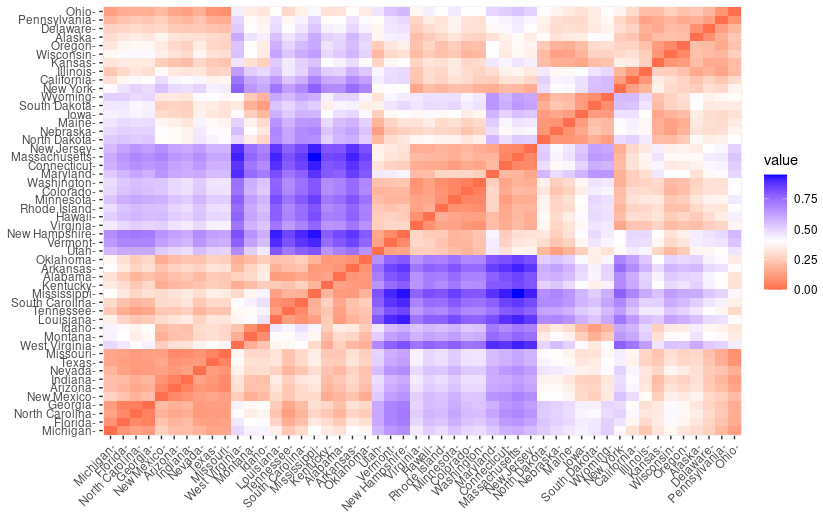 Ohio
Pennsylvania
Delaware
Alaska
Oregon
Wisconsin
Kansas
Illinois
California
New York
Wyoming
South Dakota
Iowa
Maine
Nebraska
North Dakota
New Jersey
Massachusetts
Connecticut
Maryland
Washington
Colorado
Minnesota
Rhode Island
Hawaii
Virginia
New Hampshire
Vermont
Utah
Oklahoma
Arkansas
Alabama
Kentucky
Mississippi
South Carolina
Tennessee
Louisiana
Idaho
Montana
West Virginia
Missouri
Texas
Nevada
Indiana
Arizona
New Mexico
Georgia
North Carolina
Florida
Michigan
Michigan
Florida
North Carolina
Georgia
New Mexico
Arizona
Indiana
Nevada
Texas
Missouri
West Virginia
Montana
Idaho
Louisiana
Tennessee
South Carolina
Mississippi
Kentucky
Alabama
Arkansas
Oklahoma
Utah
Vermont
New Hampshire
Virginia
Hawaii
Rhode Island
Minnesota
Colorado
Washington
Maryland
Connecticut
Massachusetts
New Jersey
North Dakota
Nebraska
Maine
Iowa
South Dakota
Wyoming
New York
California
Illinois
Kansas
Wisconsin
Oregon
Alaska
Delaware
Pennsylvania
Ohio
value
0.75
0.50
0.25
0.00